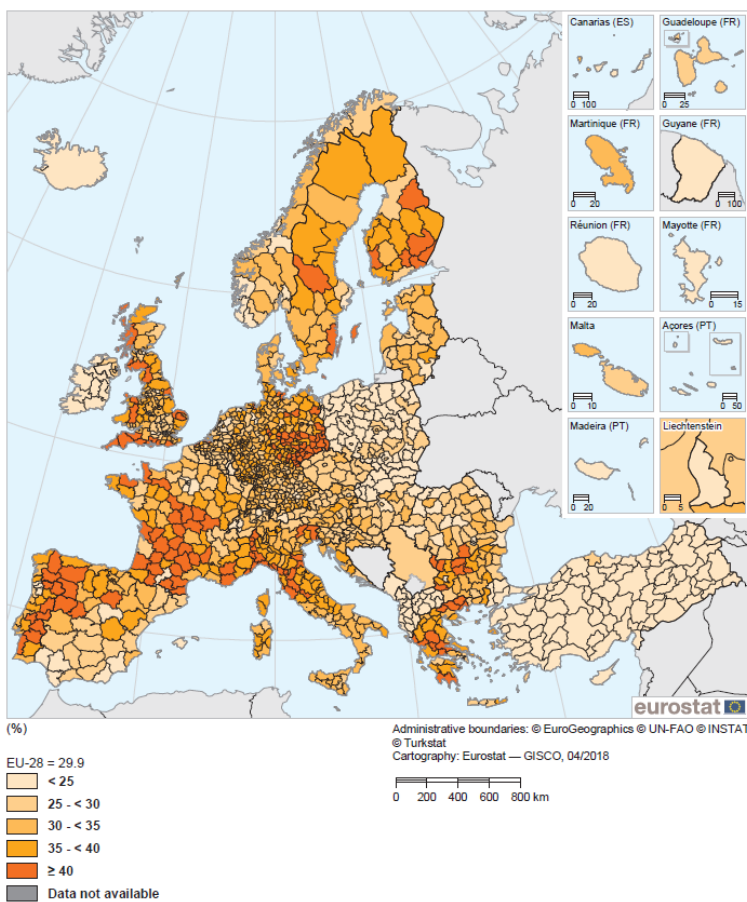 Canarias (ES)
0 100
Guadeloupe (FR)
0 25
Martinique (FR)
0 20
Guyane (FR)
0 100
Réunion (FR)
0 20
Mayotte (FR)
0 15
Malta
0 10
Açores (PT)
0 50
Madeira (PT)
0 20
Liechtenstein
0 5
eurostat
(%)
Administrative boundaries: © EuroGeographics © UN-FAO © INSTAT
© Turkstat
Cartography: Eurostat — GISCO, 04/2018
EU-28 = 29.9
< 25
25 - < 30
30 - < 35
35 - < 40
≥ 40
Data not available
0 200 400 600 800 km